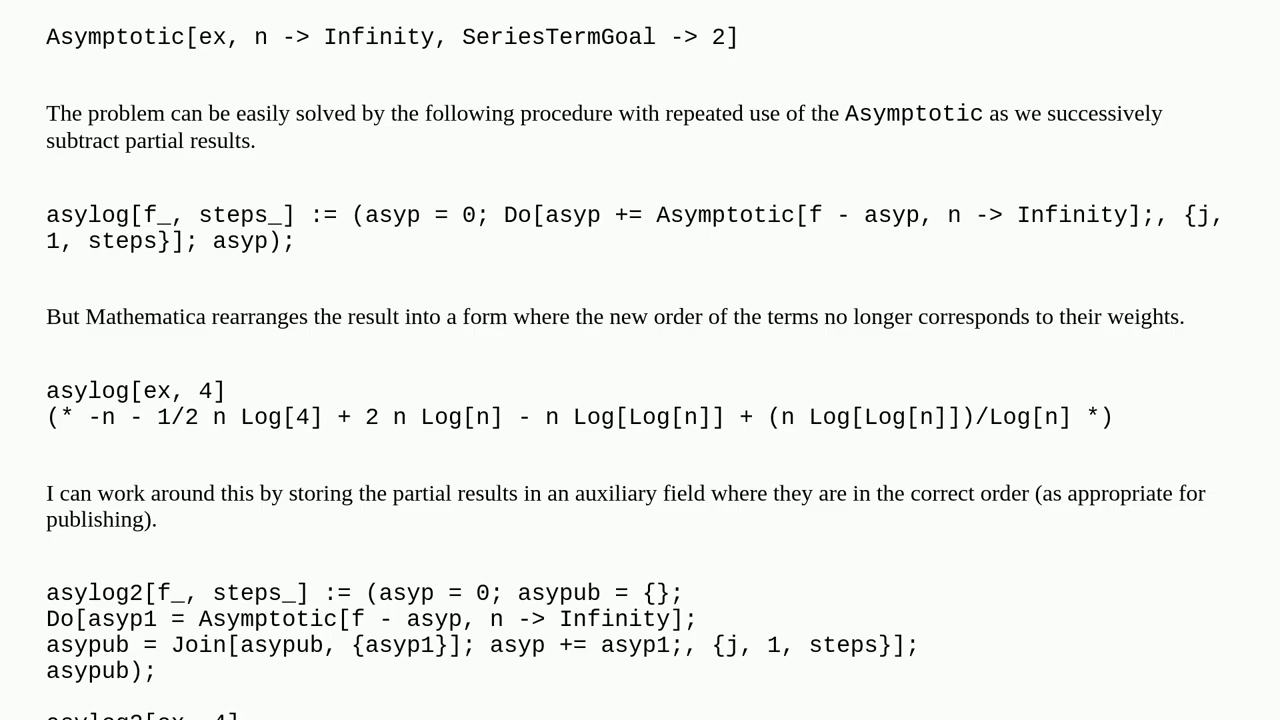 Asymptotic[ex, n -> Infinity, SeriesTermGoal -> 2]
The problem can be easily solved by the following procedure with repeated use of the Asymptotic as we successively
subtract partial results.
asylog[f_, steps_] := (asyp = 0; Do[asyp += Asymptotic[f - asyp, n -> Infinity];, {j,
1, steps}]; asyp);
But Mathematica rearranges the result into a form where the new order of the terms no longer corresponds to their weights.
asylog[ex, 4]
(* -n - 1/2 n Log[4] + 2 n Log[n] - n Log[Log[n]] + (n Log[Log[n]])/Log[n] *)
I can work around this by storing the partial results in an auxiliary field where they are in the correct order (as appropriate for
publishing).
asylog2[f_, steps_] := (asyp = 0; asypub = {};
Do[asyp1 = Asymptotic[f - asyp, n -> Infinity];
asypub = Join[asypub, {asyp1}]; asyp += asyp1;, {j, 1, steps}];
asypub);
asylog2[ex, 4]